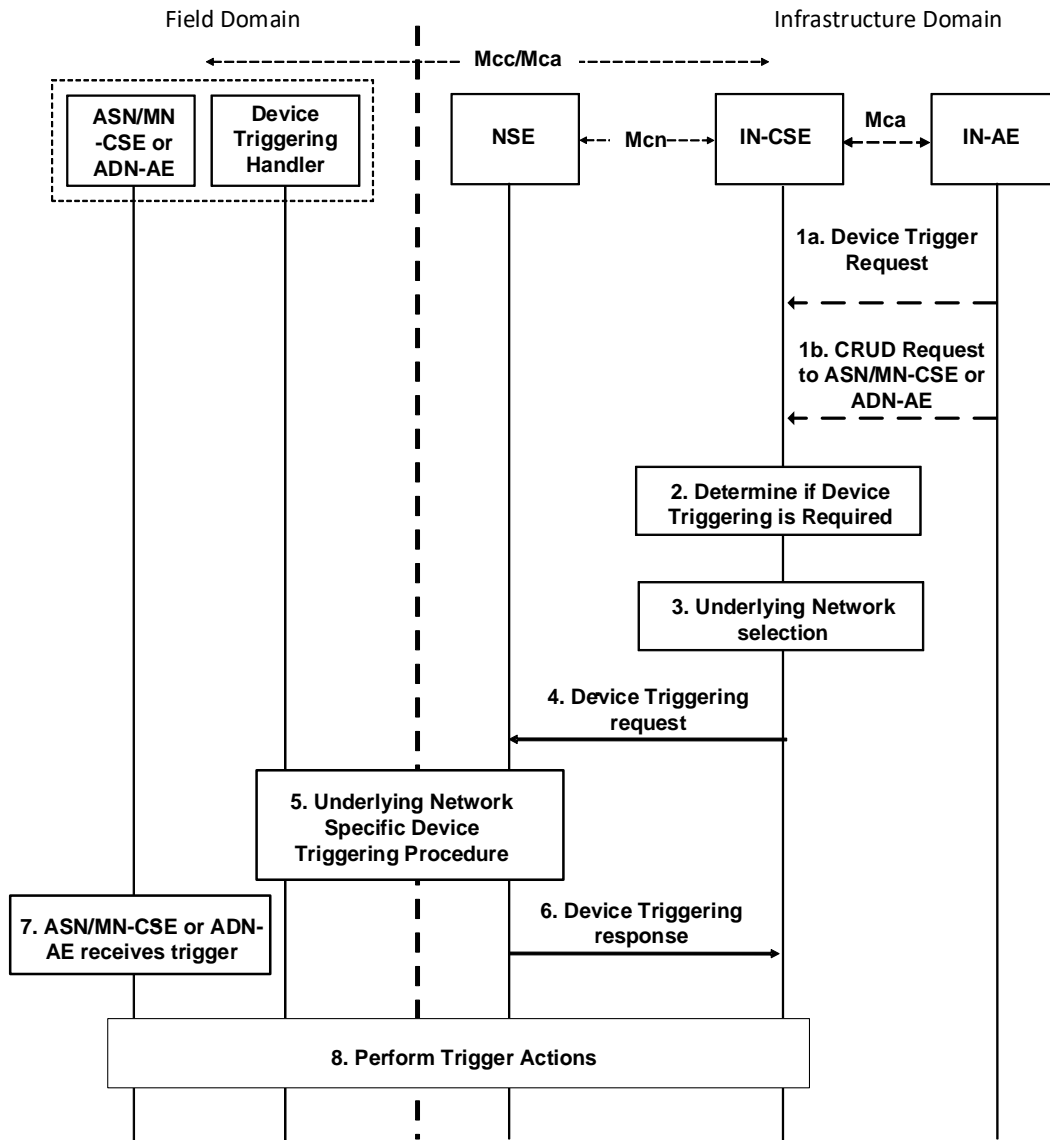 Field Domain
Infrastructure Domain
Mcc/Mca
ASN/MN
-CSE or
ADN-AE
Device
Triggering
Handler
NSE
Mcn
IN-CSE
Mca
IN-AE
1a. Device Trigger
Request
1b. CRUD Request
to ASN/MN-CSE or
ADN-AE
2. Determine if Device
Triggering is Required
3. Underlying Network
selection
4. Device Triggering
request
5. Underlying Network
Specific Device
Triggering Procedure
6. Device Triggering
response
7. ASN/MN-CSE or ADN-
AE receives trigger
8. Perform Trigger Actions